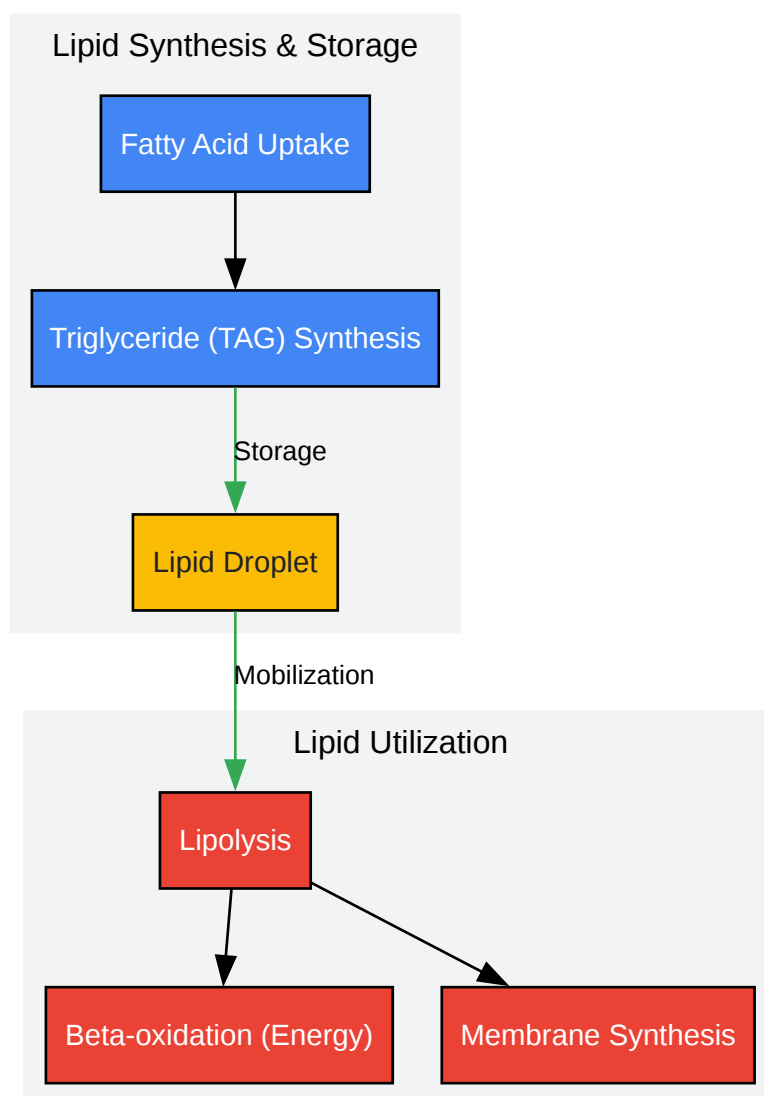 Lipid Synthesis & Storage
Fatty Acid Uptake
Triglyceride (TAG) Synthesis
Storage
Lipid Droplet
Mobilization
Lipid Utilization
Lipolysis
Beta-oxidation (Energy)
Membrane Synthesis